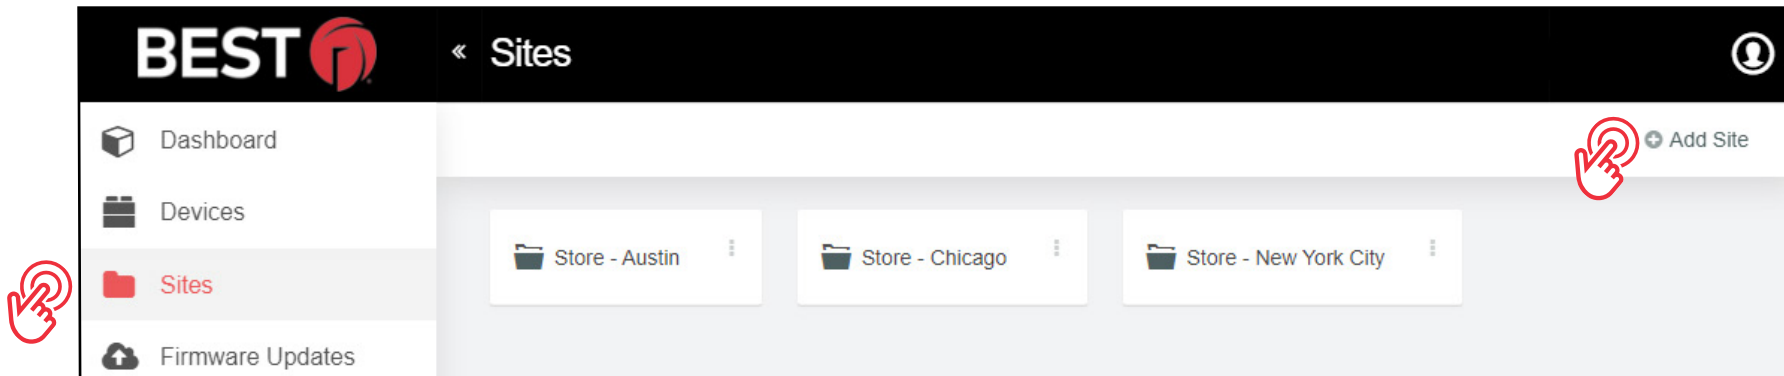 BEST « Sites
Dashboard
Add Site
Devices
Store - Austin
Store - Chicago
Store - New York City
Sites
Firmware Updates